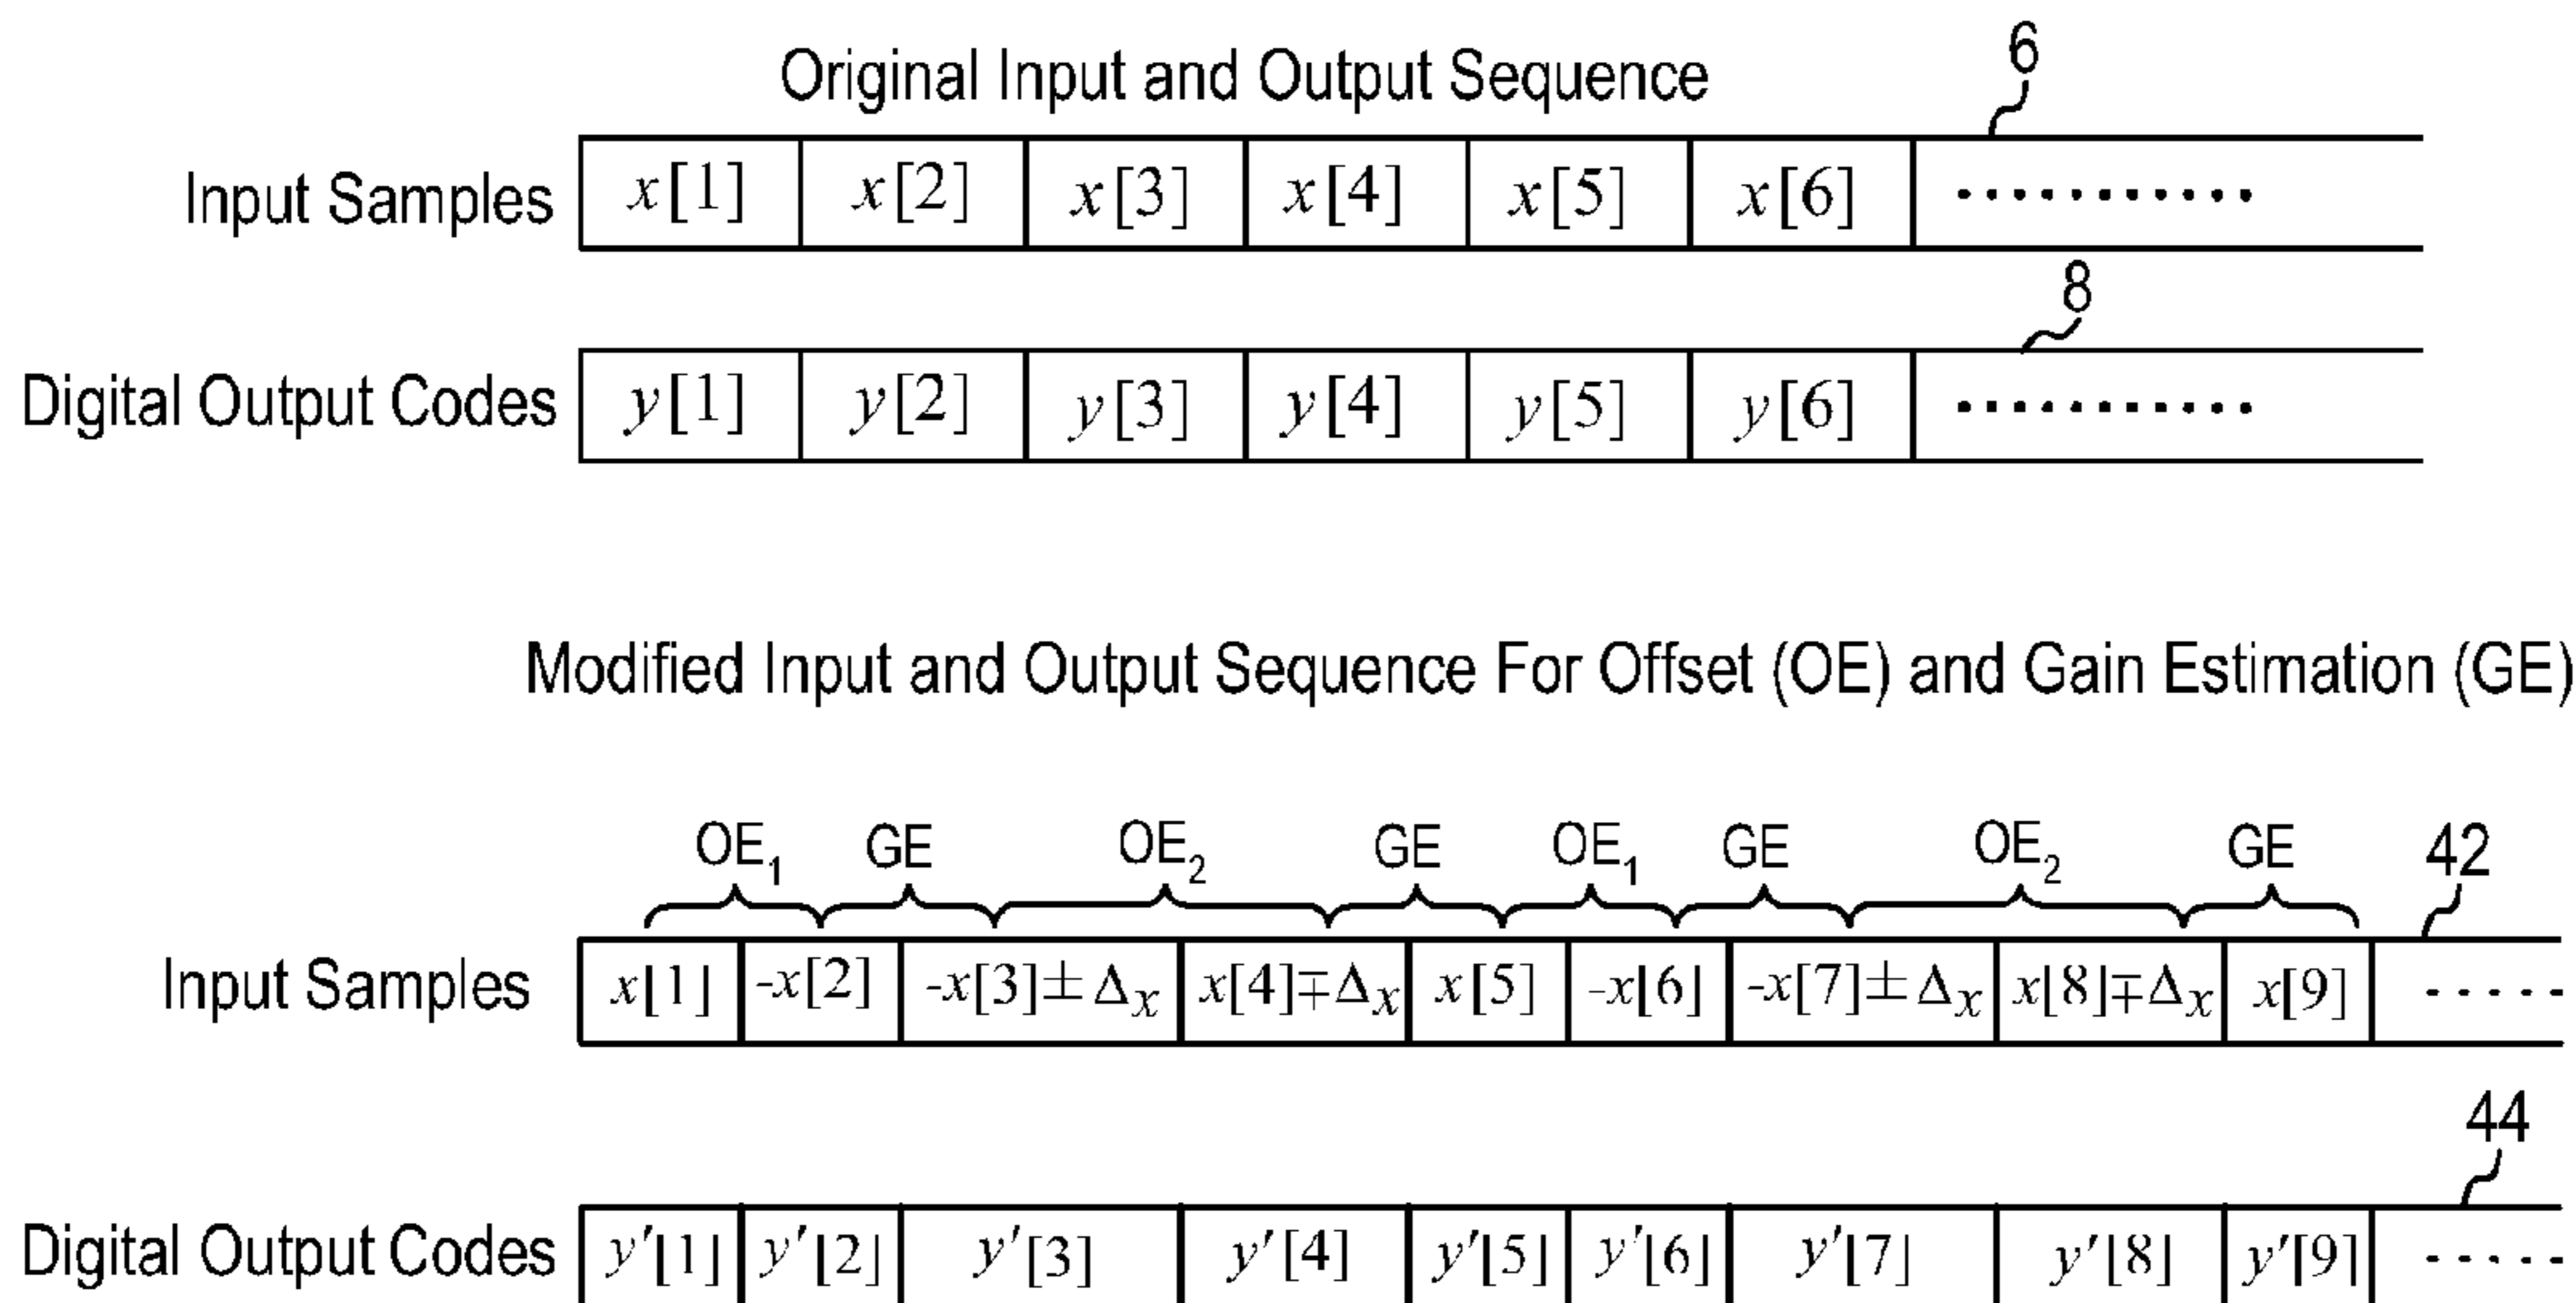 Original Input and Output Sequence
6
Input Samples x[1] x[2] x[3] x[4] x[5] x[6] ...........
8
Digital Output Codes y[1] y[2] y[3] y[4] y[5] y[6] ...........
Modified Input and Output Sequence For Offset (OE) and Gain Estimation (GE)
OE₁ GE OE₂ GE OE₁ GE OE₂ GE 42
Input Samples x[1] -x[2] -x[3]±Δₓ x[4]∓Δₓ x[5] -x[6] -x[7]±Δₓ x[8]∓Δₓ x[9] -----
44
Digital Output Codes y'[1] y'[2] y'[3] y'[4] y'[5] y'[6] y'[7] y'[8] y'[9] -----